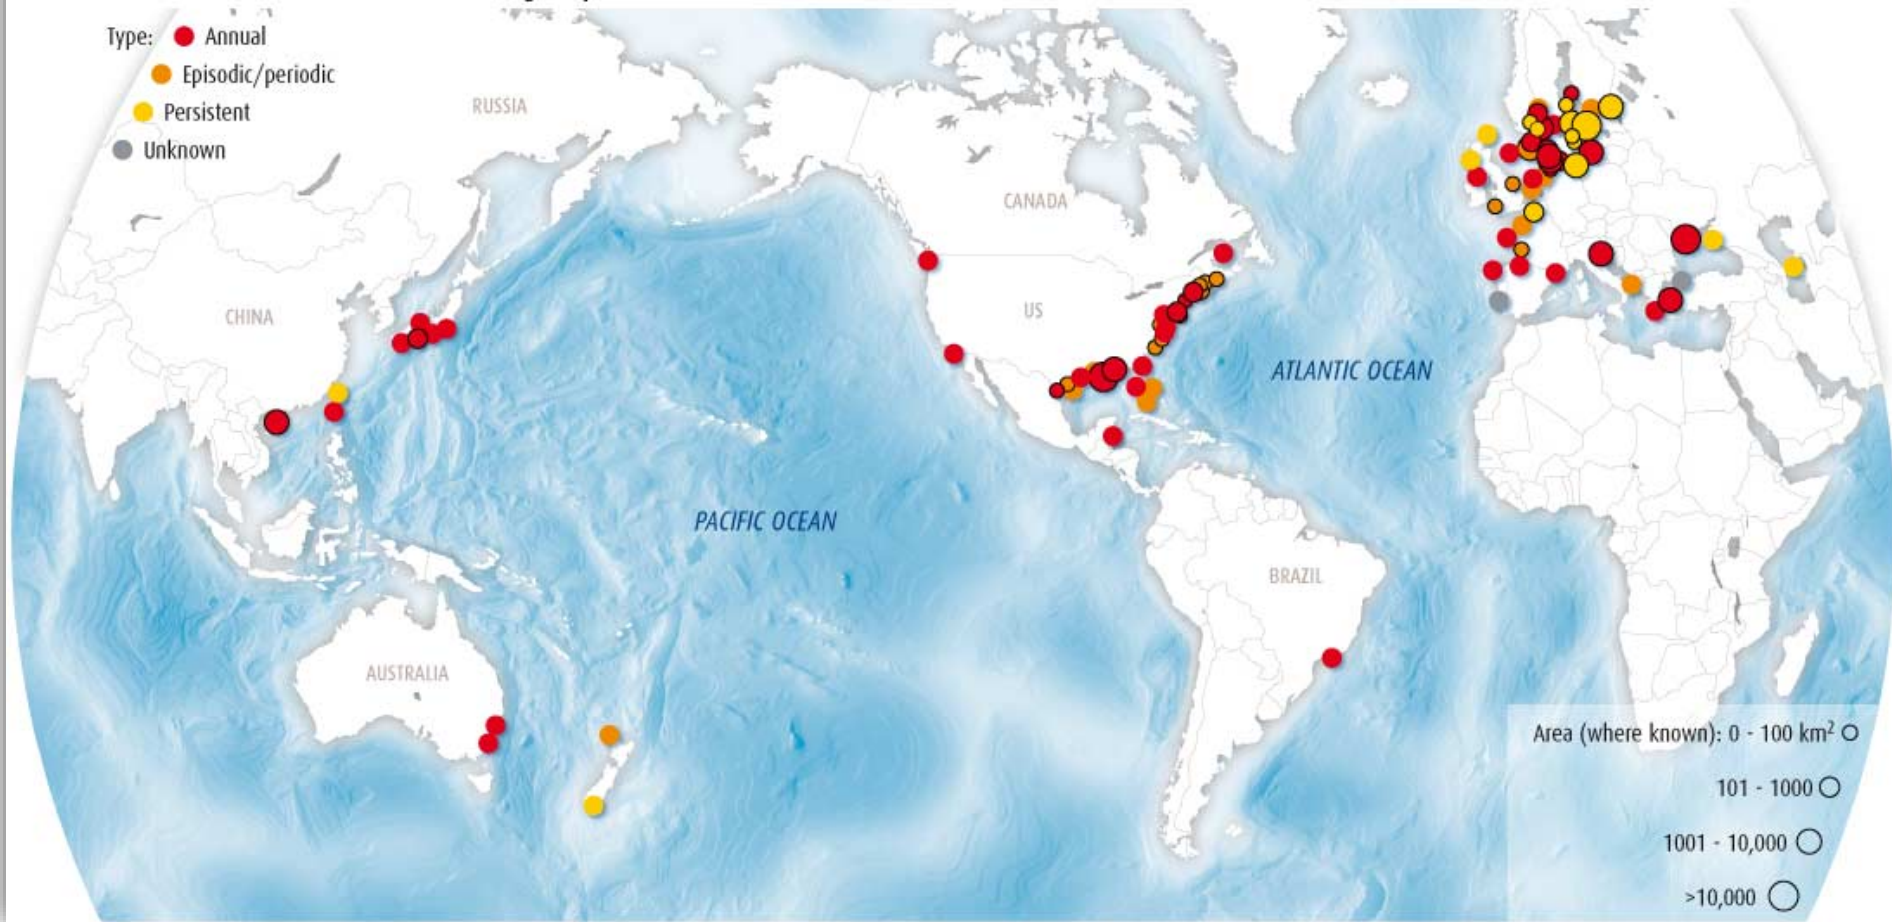 Type: Annual
Episodic/periodic
Persistent
Unknown
RUSSIA
CANADA
CHINA
US
ATLANTIC OCEAN
PACIFIC OCEAN
BRAZIL
AUSTRALIA
Area (where known): 0 - 100 km²
101 - 1000
1001 - 10,000
>10,000